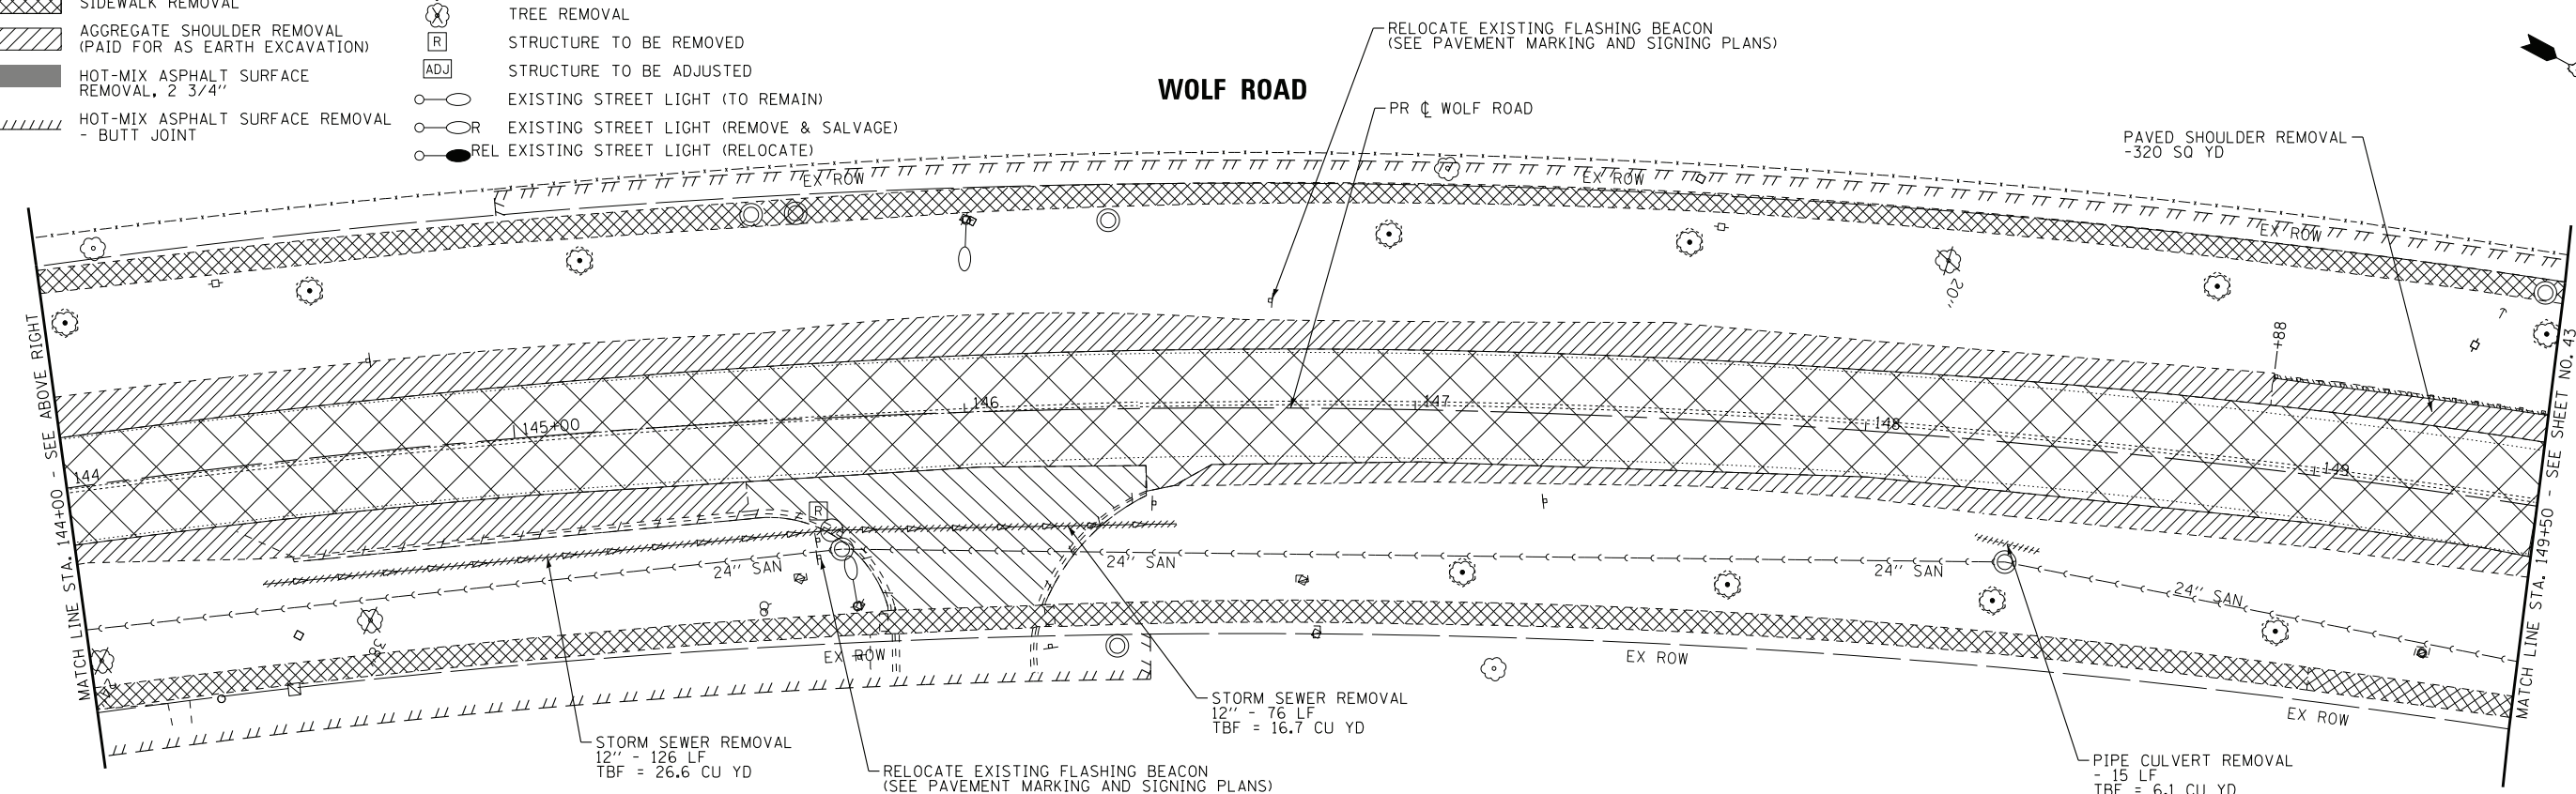 SIDEWALK REMOVAL
AGGREGATE SHOULDER REMOVAL
(PAID FOR AS EARTH EXCAVATION)
HOT-MIX ASPHALT SURFACE
REMOVAL, 2 3/4"
HOT-MIX ASPHALT SURFACE REMOVAL
- BUTT JOINT
TREE REMOVAL
R STRUCTURE TO BE REMOVED
ADJ STRUCTURE TO BE ADJUSTED
EXISTING STREET LIGHT (TO REMAIN)
R EXISTING STREET LIGHT (REMOVE & SALVAGE)
REL EXISTING STREET LIGHT (RELOCATE)
WOLF ROAD
RELOCATE EXISTING FLASHING BEACON
(SEE PAVEMENT MARKING AND SIGNING PLANS)
PR ℄ WOLF ROAD
PAVED SHOULDER REMOVAL
-320 SQ YD
EX ROW
EX ROW
EX ROW
20"
+88
MATCH LINE STA. 144+00 - SEE ABOVE RIGHT
144
145+00
146
147
148
149
MATCH LINE STA. 149+50 - SEE SHEET NO. 43
R
24" SAN
24" SAN
24" SAN
24" SAN
EX ROW
EX ROW
EX ROW
STORM SEWER REMOVAL
12" - 126 LF
TBF = 26.6 CU YD
RELOCATE EXISTING FLASHING BEACON
(SEE PAVEMENT MARKING AND SIGNING PLANS)
STORM SEWER REMOVAL
12" - 76 LF
TBF = 16.7 CU YD
PIPE CULVERT REMOVAL
- 15 LF
TBF = 6.1 CU YD